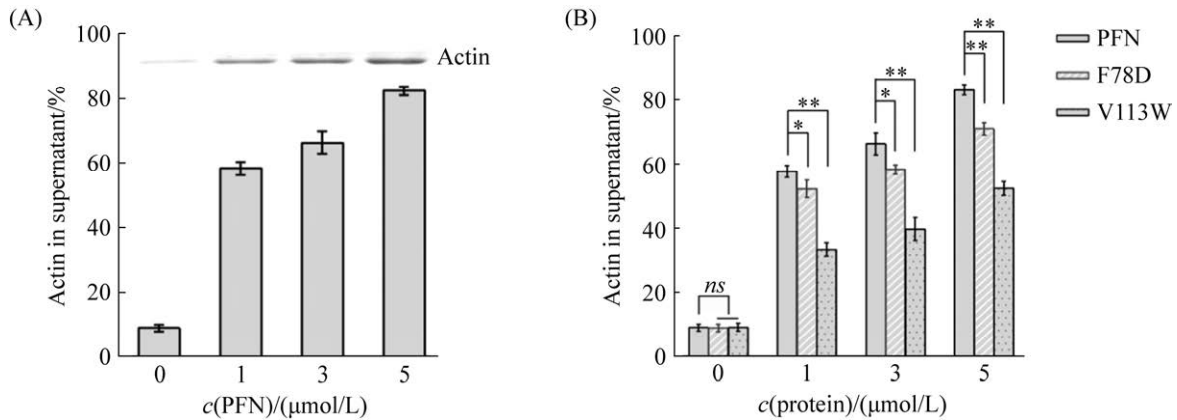 (A)
Actin in supernatant/%
100
80
60
40
20
0
Actin
0 1 3 5
c(PFN)/(μmol/L)
(B)
Actin in supernatant/%
100
80
60
40
20
0
ns
**
*
**
*
**
**
0 1 3 5
c(protein)/(μmol/L)
PFN
F78D
V113W